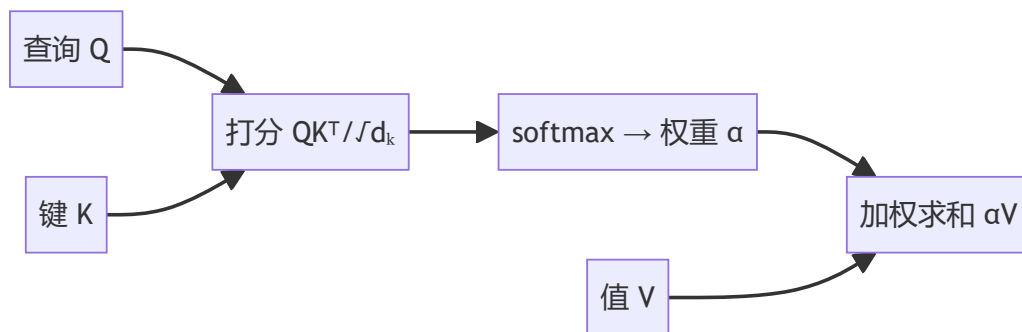 查询 Q
打分 QKᵀ/√dₖ
softmax → 权重 α
键 K
加权求和 αV
值 V